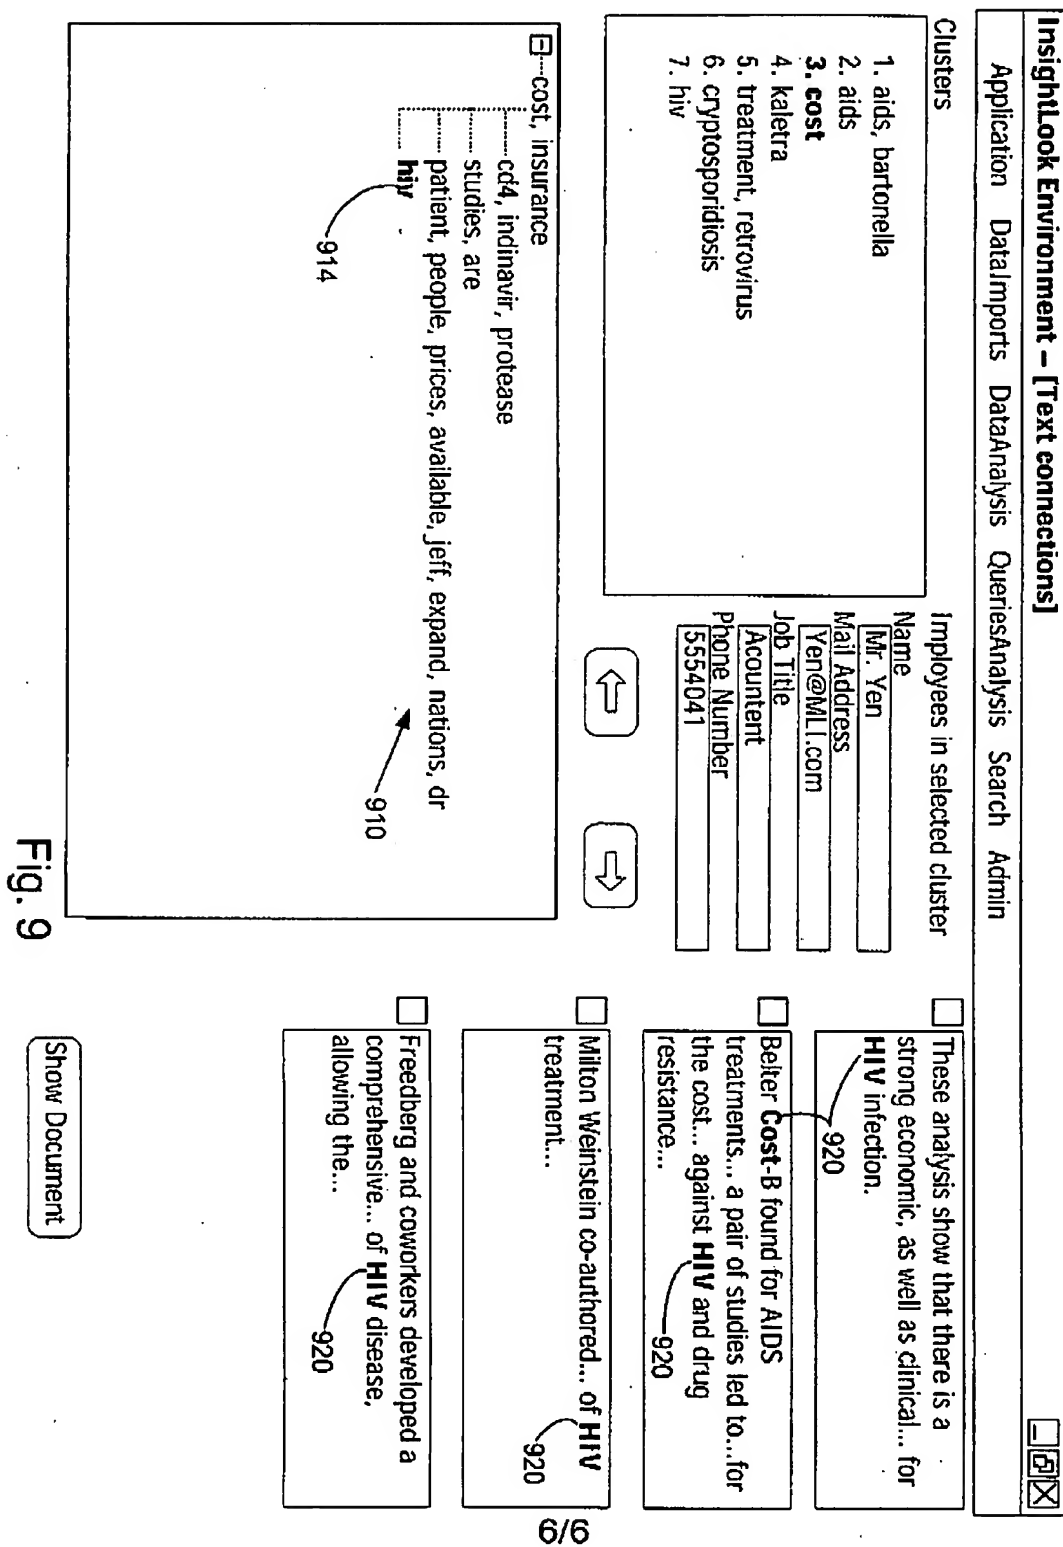 InsightLook Environment – [Text connections]
Application DataImports DataAnalysis QueriesAnalysis Search Admin
Clusters
1. aids, bartonella
2. aids
3. cost
4. kaletra
5. treatment, retrovirus
6. cryptosporidiosis
7. hiv
Imployees in selected cluster
Name
Mr. Yen
Mail Address
Yen@MLI.com
Job Title
Acountent
Phone Number
5554041
cost, insurance
cd4, indinavir, protease
studies, are
patient, people, prices, available, jeff, expand, nations, dr
hiv
914
910
These analysis show that there is a
strong economic, as well as clinical... for
HIV infection.
920
Belter Cost-B found for AIDS
treatments... a pair of studies led to...for
the cost... against HIV and drug
resistance...
920
Milton Weinstein co-authored... of HIV
treatment...
920
Freedberg and coworkers developed a
comprehensive... of HIV disease,
allowing the...
920
Show Document
Fig. 9
9/9